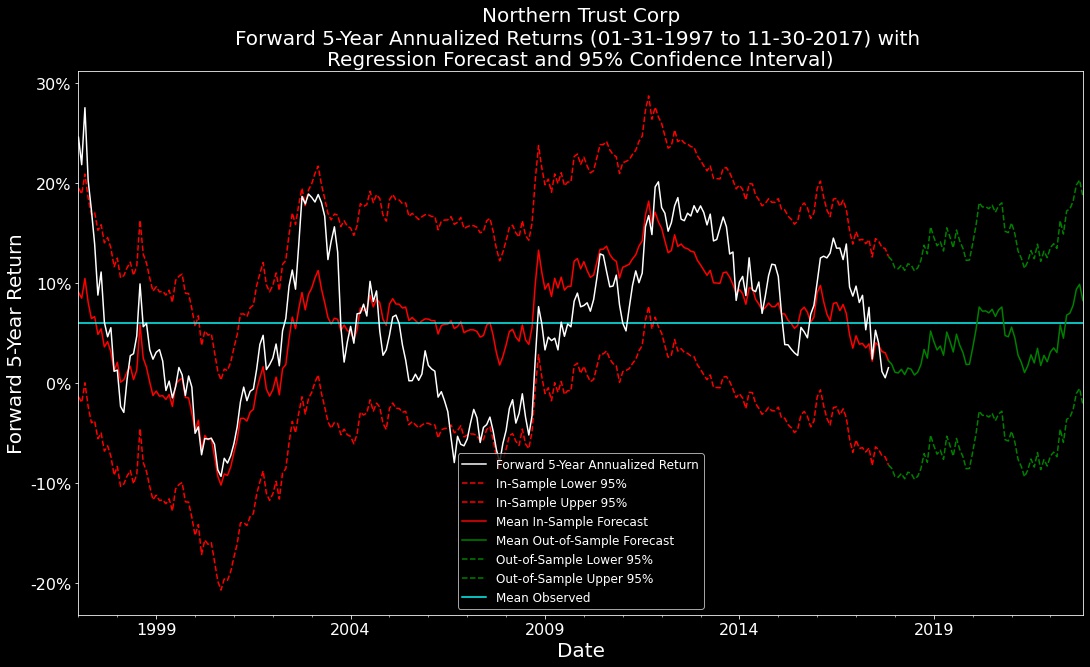 Northern Trust Corp
Forward 5-Year Annualized Returns (01-31-1997 to 11-30-2017) with
Regression Forecast and 95% Confidence Interval)
30%
20%
10%
0%
-10%
-20%
Forward 5-Year Return
Forward 5-Year Annualized Return
In-Sample Lower 95%
In-Sample Upper 95%
Mean In-Sample Forecast
Mean Out-of-Sample Forecast
Out-of-Sample Lower 95%
Out-of-Sample Upper 95%
Mean Observed
1999 2004 2009 2014 2019
Date